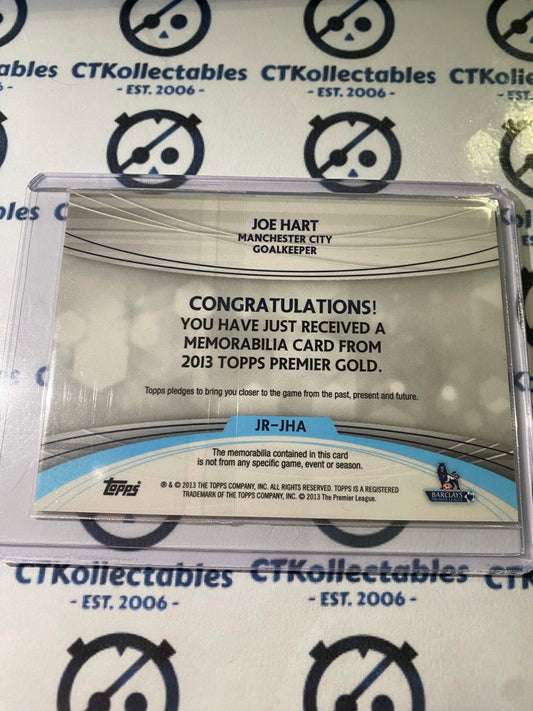 ables CTKollectables CTKollectables CTKolle
- EST. 2006 - - EST. 2006 - - EST.
JOE HART
MANCHESTER CITY
GOALKEEPER
CONGRATULATIONS!
YOU HAVE JUST RECEIVED A
MEMORABILIA CARD FROM
2013 TOPPS PREMIER GOLD.
Topps pledges to bring you closer to the game from the past, present and future.
JR-JHA
The memorabilia contained in this card
is not from any specific game, event or season.
Topps
® & © 2013 THE TOPPS COMPANY, INC. ALL RIGHTS RESERVED. TOPPS IS A REGISTERED
TRADEMARK OF THE TOPPS COMPANY, INC. © 2013 The Premier League.
BARCLAYS
PREMIER LEAGUE
CTKollectables CTKollectables CT
- EST. 2006 - - EST. 2006 -